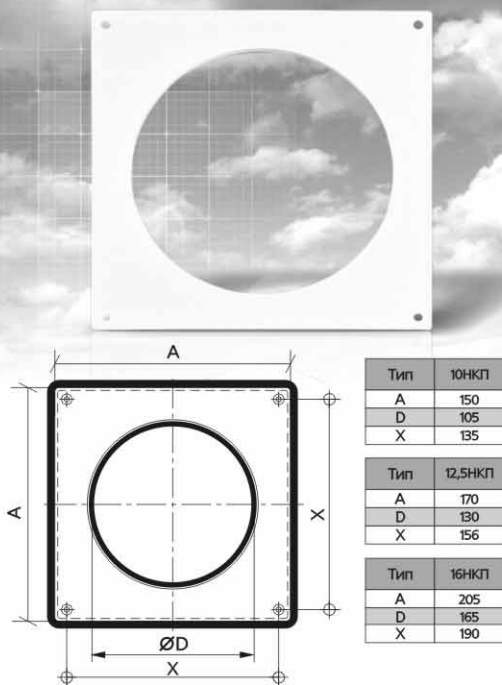 A
A
X
ØD
X
Тип 10НКП
A 150
D 105
X 135
Тип 12,5НКП
A 170
D 130
X 156
Тип 16НКП
A 205
D 165
X 190